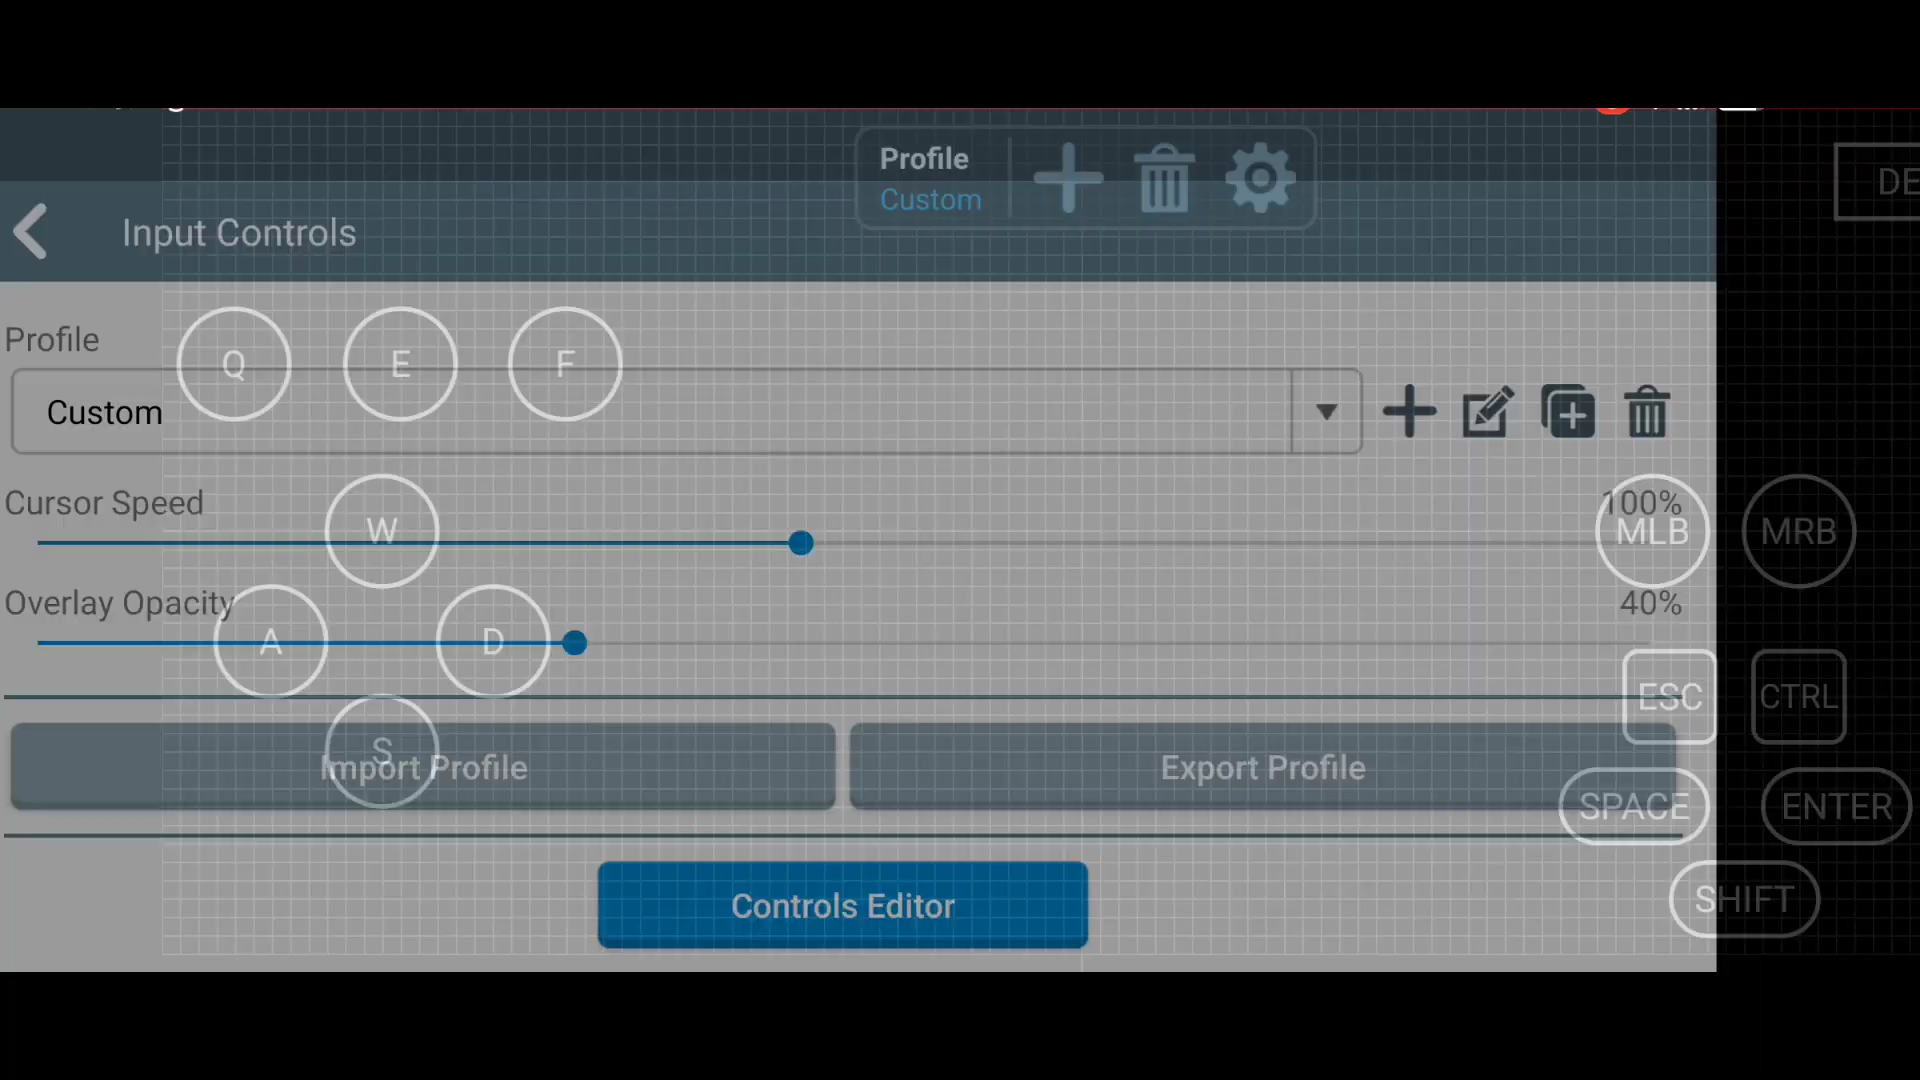 Profile
Custom
DE
Input Controls
Profile
Q
E
F
Custom
Cursor Speed
100%
W
MLB
MRB
Overlay Opacity
40%
A
D
ESC
CTRL
S
Import Profile
Export Profile
SPACE
ENTER
Controls Editor
SHIFT